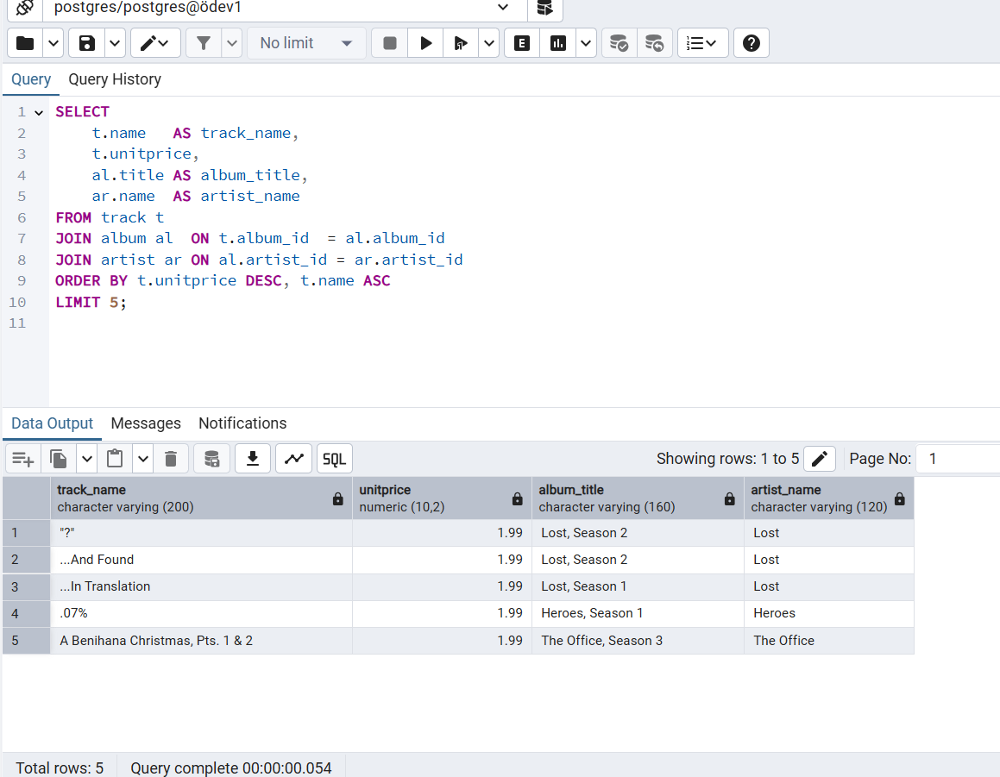 postgres/postgres@ödev1
No limit
E
?
Query Query History
1 SELECT
2 t.name AS track_name,
3 t.unitprice,
4 al.title AS album_title,
5 ar.name AS artist_name
6 FROM track t
7 JOIN album al ON t.album_id = al.album_id
8 JOIN artist ar ON al.artist_id = ar.artist_id
9 ORDER BY t.unitprice DESC, t.name ASC
10 LIMIT 5;
11
Data Output Messages Notifications
SQL Showing rows: 1 to 5 Page No: 1
track_name unitprice album_title artist_name
character varying (200) numeric (10,2) character varying (160) character varying (120)
1 "?" 1.99 Lost, Season 2 Lost
2 ...And Found 1.99 Lost, Season 2 Lost
3 ...In Translation 1.99 Lost, Season 1 Lost
4 .07% 1.99 Heroes, Season 1 Heroes
5 A Benihana Christmas, Pts. 1 & 2 1.99 The Office, Season 3 The Office
Total rows: 5 Query complete 00:00:00.054